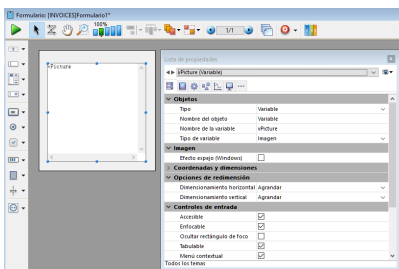 Formulario: [INVOICES]Formulario1*
100%
1/1
vPicture
Lista de propiedades
vPicture (Variable)
Objetos
Tipo Variable
Nombre del objeto Variable
Nombre de la variable vPicture
Tipo de variable Imagen
Imagen
Efecto espejo (Windows)
Coordenadas y dimensiones
Opciones de redimensión
Dimensionamiento horizontal Agrandar
Dimensionamiento vertical Agrandar
Controles de entrada
Accesible
Enfocable
Ocultar rectángulo de foco
Tabulable
Menú contextual
Todos los temas